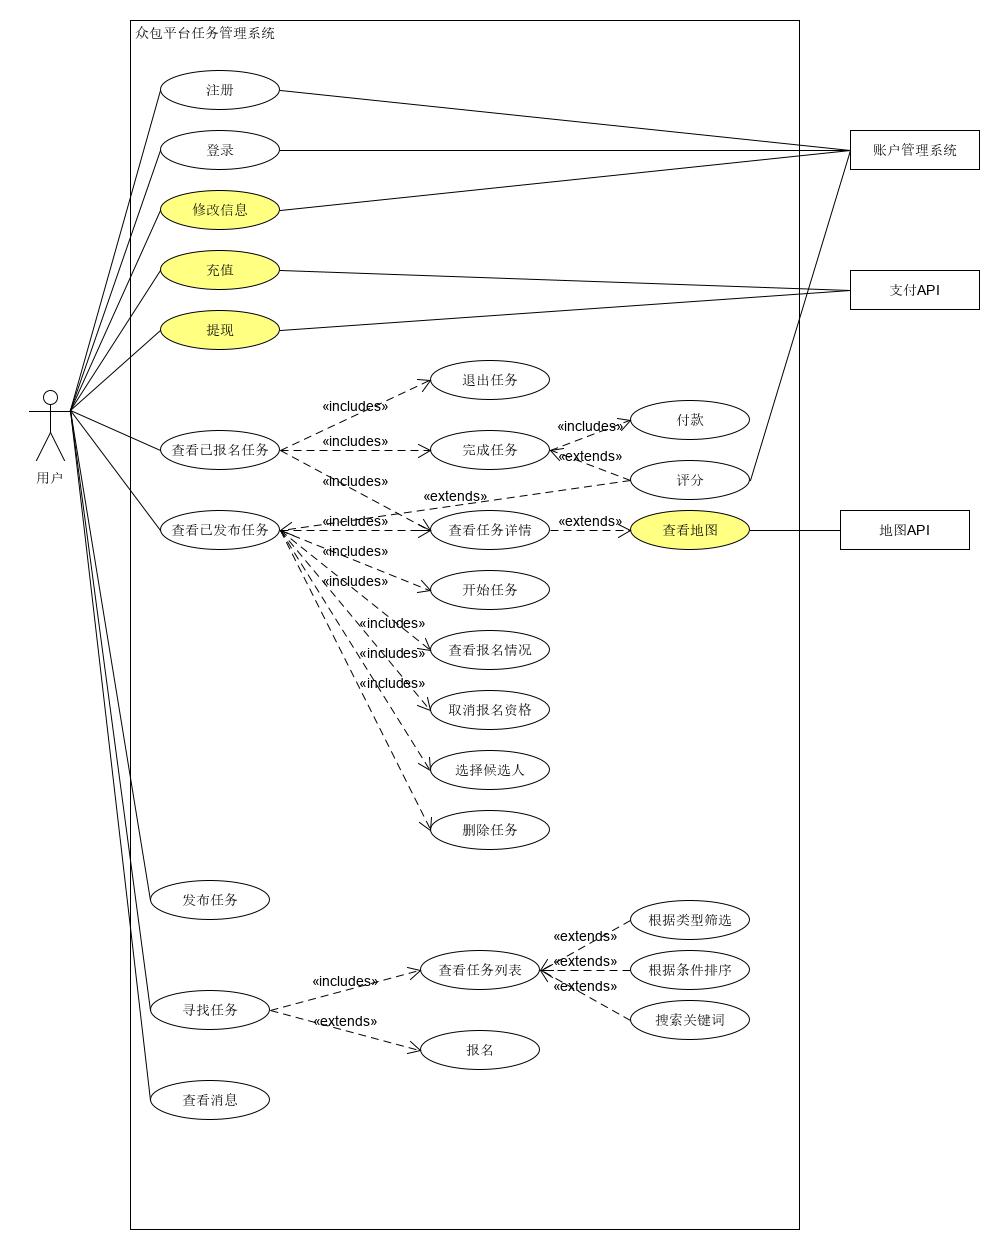 众包平台任务管理系统
注册
登录
账户管理系统
修改信息
充值
支付API
提现
退出任务
«includes»
付款
«includes»
用户
查看已报名任务
«includes»
完成任务
«extends»
评分
«includes»
«extends»
查看已发布任务
«includes»
查看任务详情
«extends»
查看地图
地图API
«includes»
开始任务
«includes»
«includes»
查看报名情况
«includes»
«includes»
取消报名资格
选择候选人
删除任务
发布任务
根据类型筛选
«extends»
查看任务列表
«extends»
根据条件排序
«includes»
«extends»
寻找任务
搜索关键词
«extends»
报名
查看消息